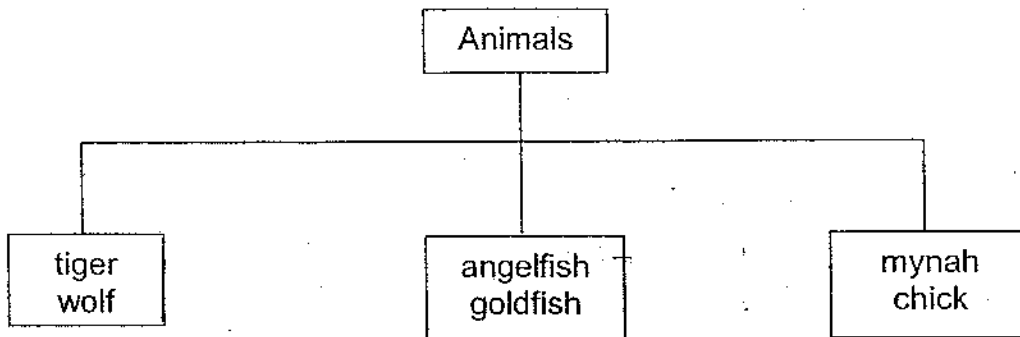 Animals
tiger
wolf
angelfish
goldfish
mynah
chick